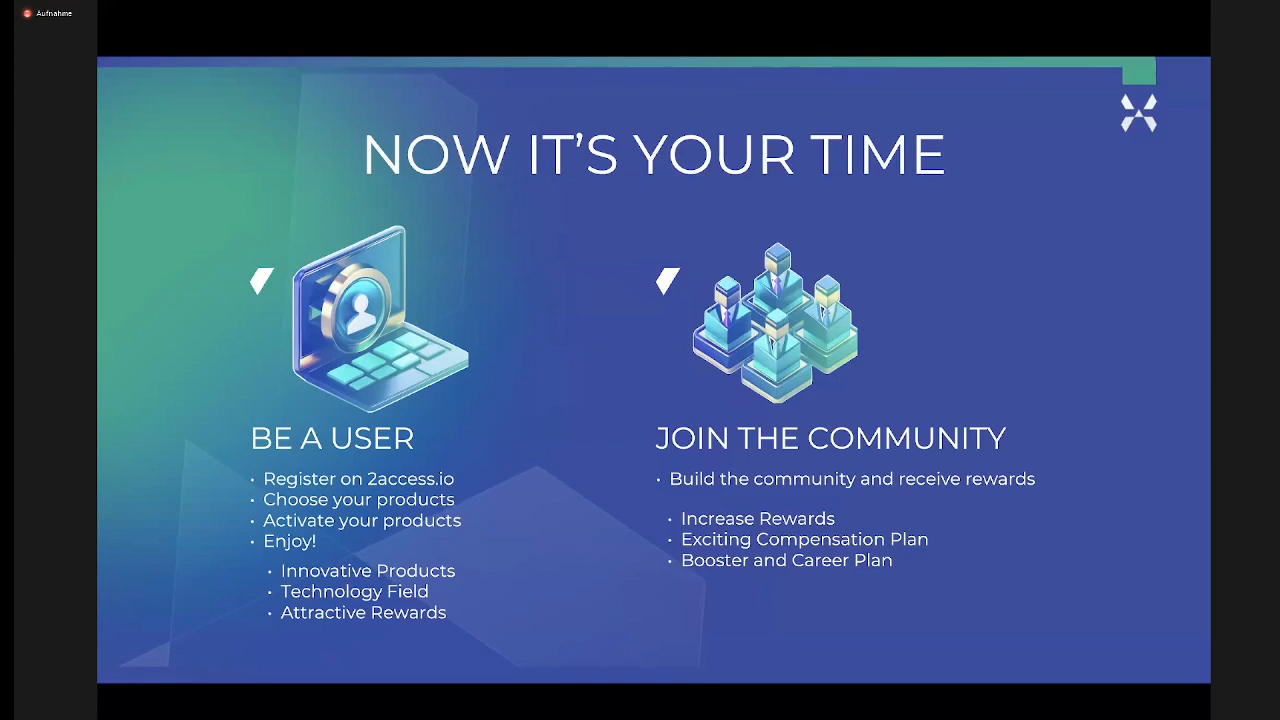 Aufnahme
NOW IT’S YOUR TIME
BE A USER
• Register on 2access.io
• Choose your products
• Activate your products
• Enjoy!
• Innovative Products
• Technology Field
• Attractive Rewards
JOIN THE COMMUNITY
• Build the community and receive rewards
• Increase Rewards
• Exciting Compensation Plan
• Booster and Career Plan